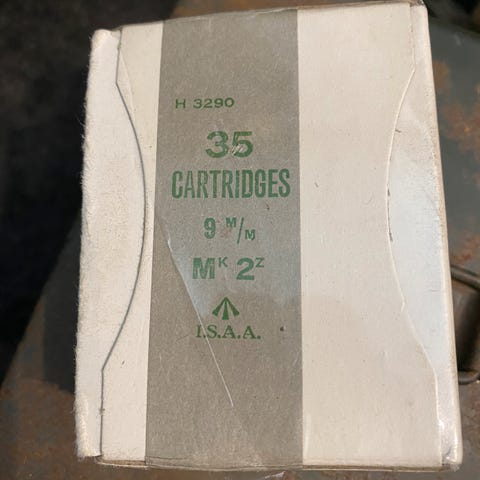 H 3290
35
CARTRIDGES
9 M/M
MK 2Z
I.S.A.A.